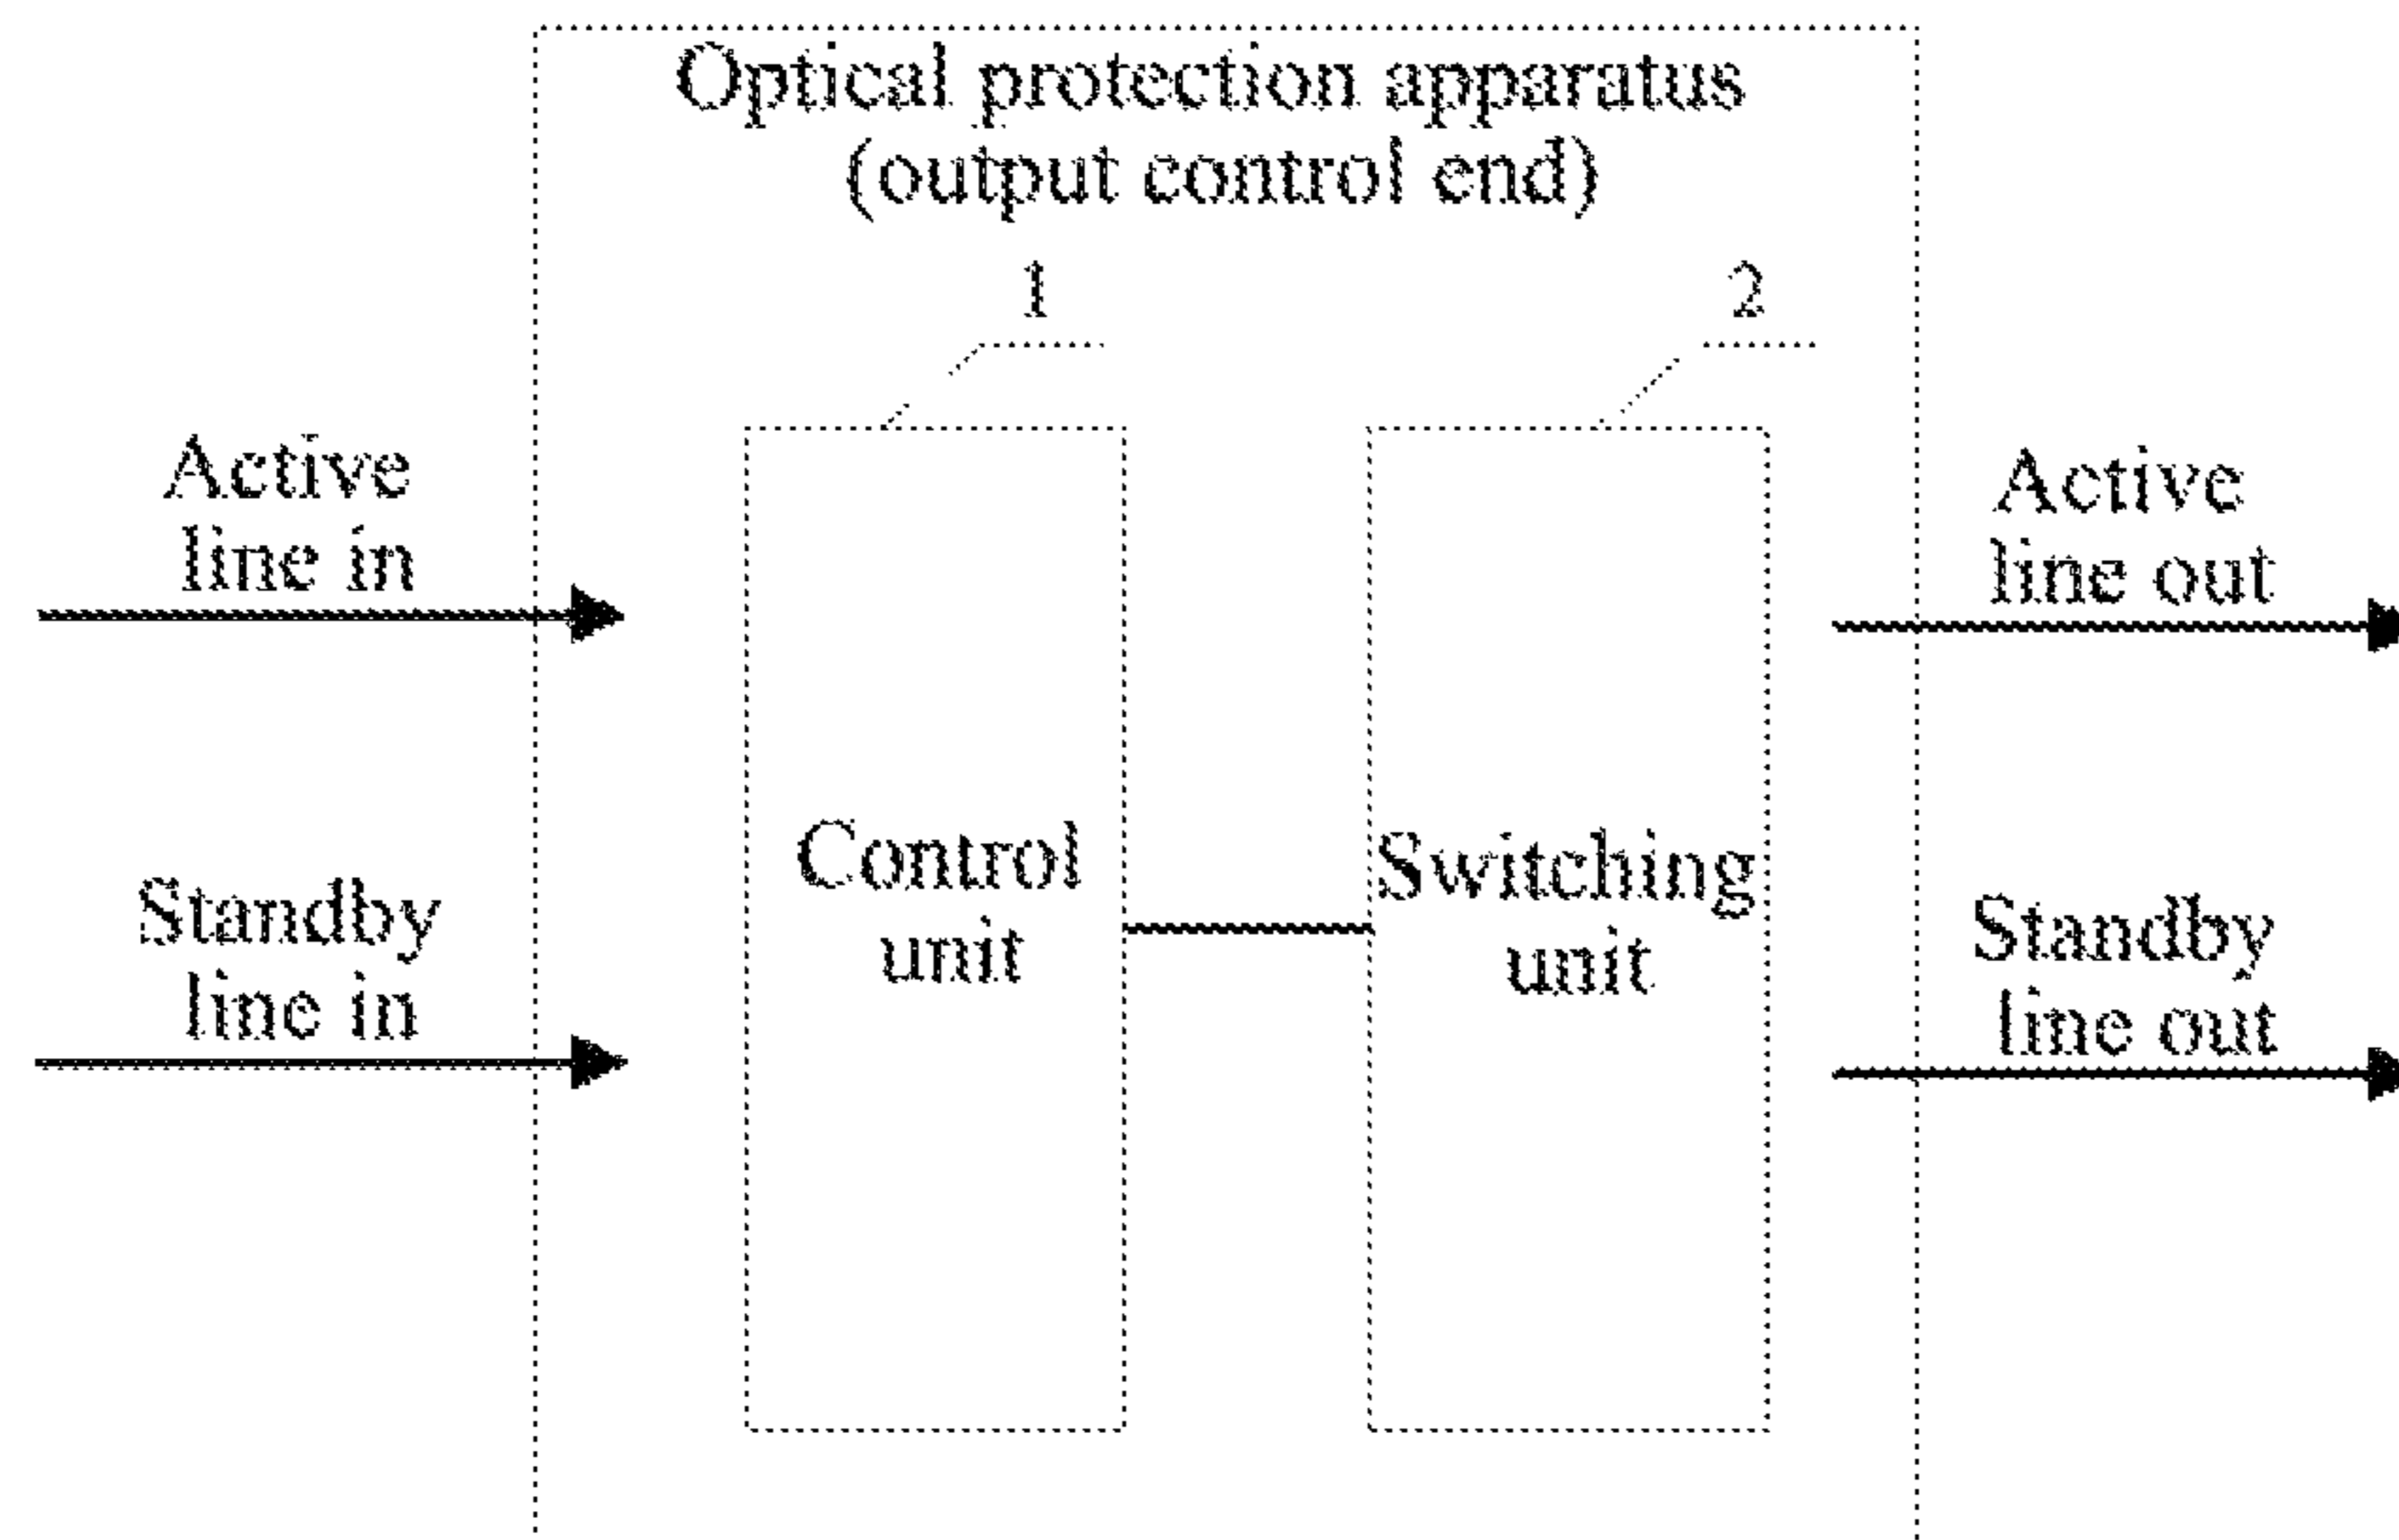 Optical protection apparatus
(output control end)
1
2
Active
line in
Active
line out
Control
unit
Switching
unit
Standby
line in
Standby
line out